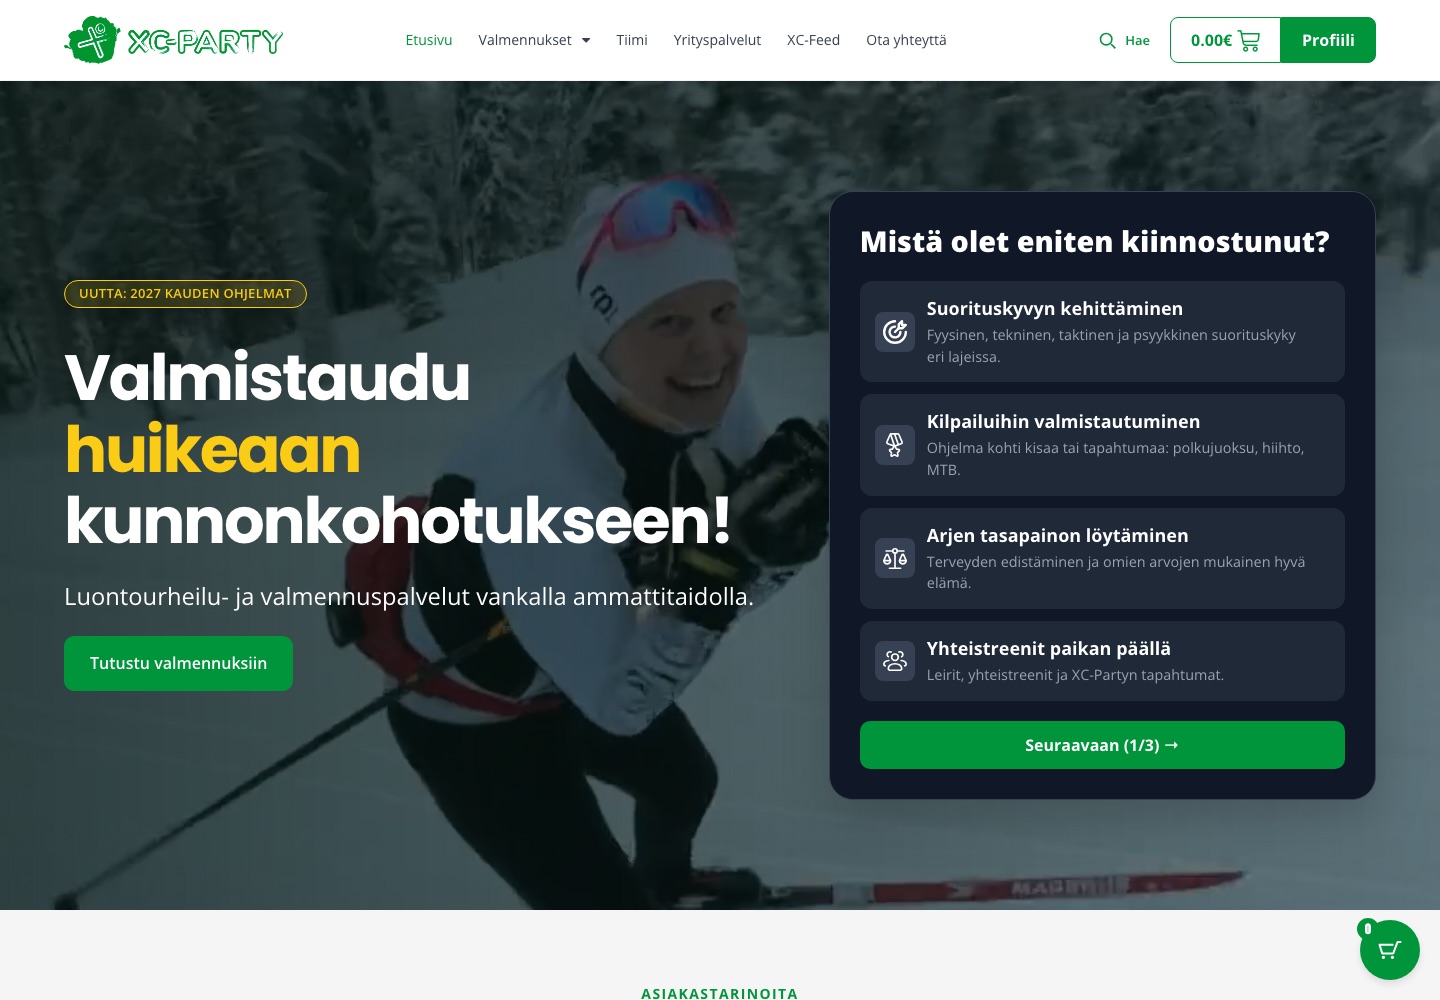 XC-PARTY
Etusivu
Valmennukset
Tiimi
Yrityspalvelut
XC-Feed
Ota yhteyttä
Hae
0.00€
Profiili
UUTTA: 2027 KAUDEN OHJELMAT
Valmistaudu
huikeaan
kunnonkohotukseen!
Luontourheilu- ja valmennuspalvelut vankalla ammattitaidolla.
Tutustu valmennuksiin
Mistä olet eniten kiinnostunut?
Suorituskyvyn kehittäminen
Fyysinen, tekninen, taktinen ja psyykkinen suorituskyky
eri lajeissa.
Kilpailuihin valmistautuminen
Ohjelma kohti kisaa tai tapahtumaa: polkujuoksu, hiihto,
MTB.
Arjen tasapainon löytäminen
Terveyden edistäminen ja omien arvojen mukainen hyvä
elämä.
Yhteistreenit paikan päällä
Leirit, yhteistreenit ja XC-Partyn tapahtumat.
Seuraavaan (1/3) →
0
ASIAKASTARINOITA